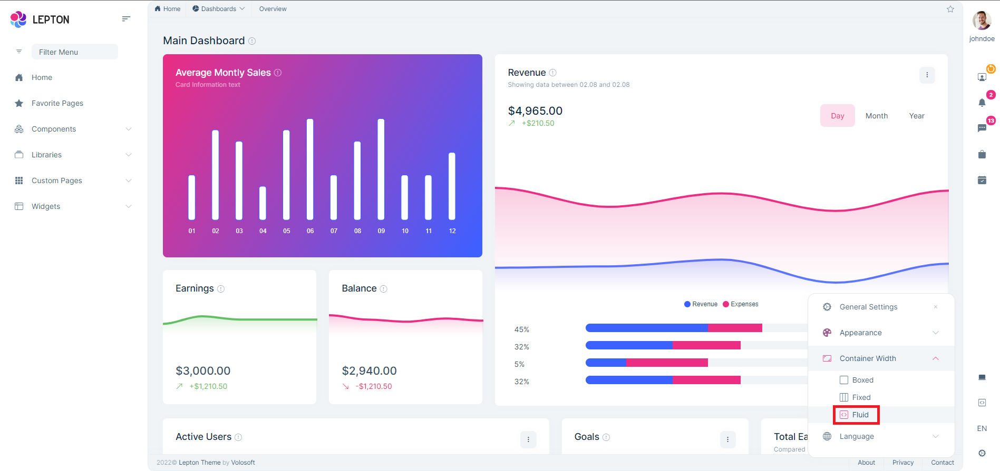 LEPTON
Filter Menu
Home
Favorite Pages
Components
Libraries
Custom Pages
Widgets
Home
Dashboards
Overview
Main Dashboard
Average Montly Sales
Card Information text
01 02 03 04 05 06 07 08 09 10 11 12
Earnings
$3,000.00
+$1,210.50
Balance
$2,940.00
-$1,210.50
Revenue
Showing data between 02.08 and 02.08
$4,965.00
+$210.50
Day
Month
Year
Revenue Expenses
45%
32%
5%
32%
Active Users
Goals
Total Ea
Compared
General Settings
Appearance
Container Width
Boxed
Fixed
Fluid
Language
johndoe
2
13
EN
2022© Lepton Theme by Volosoft
About
Privacy
Contact